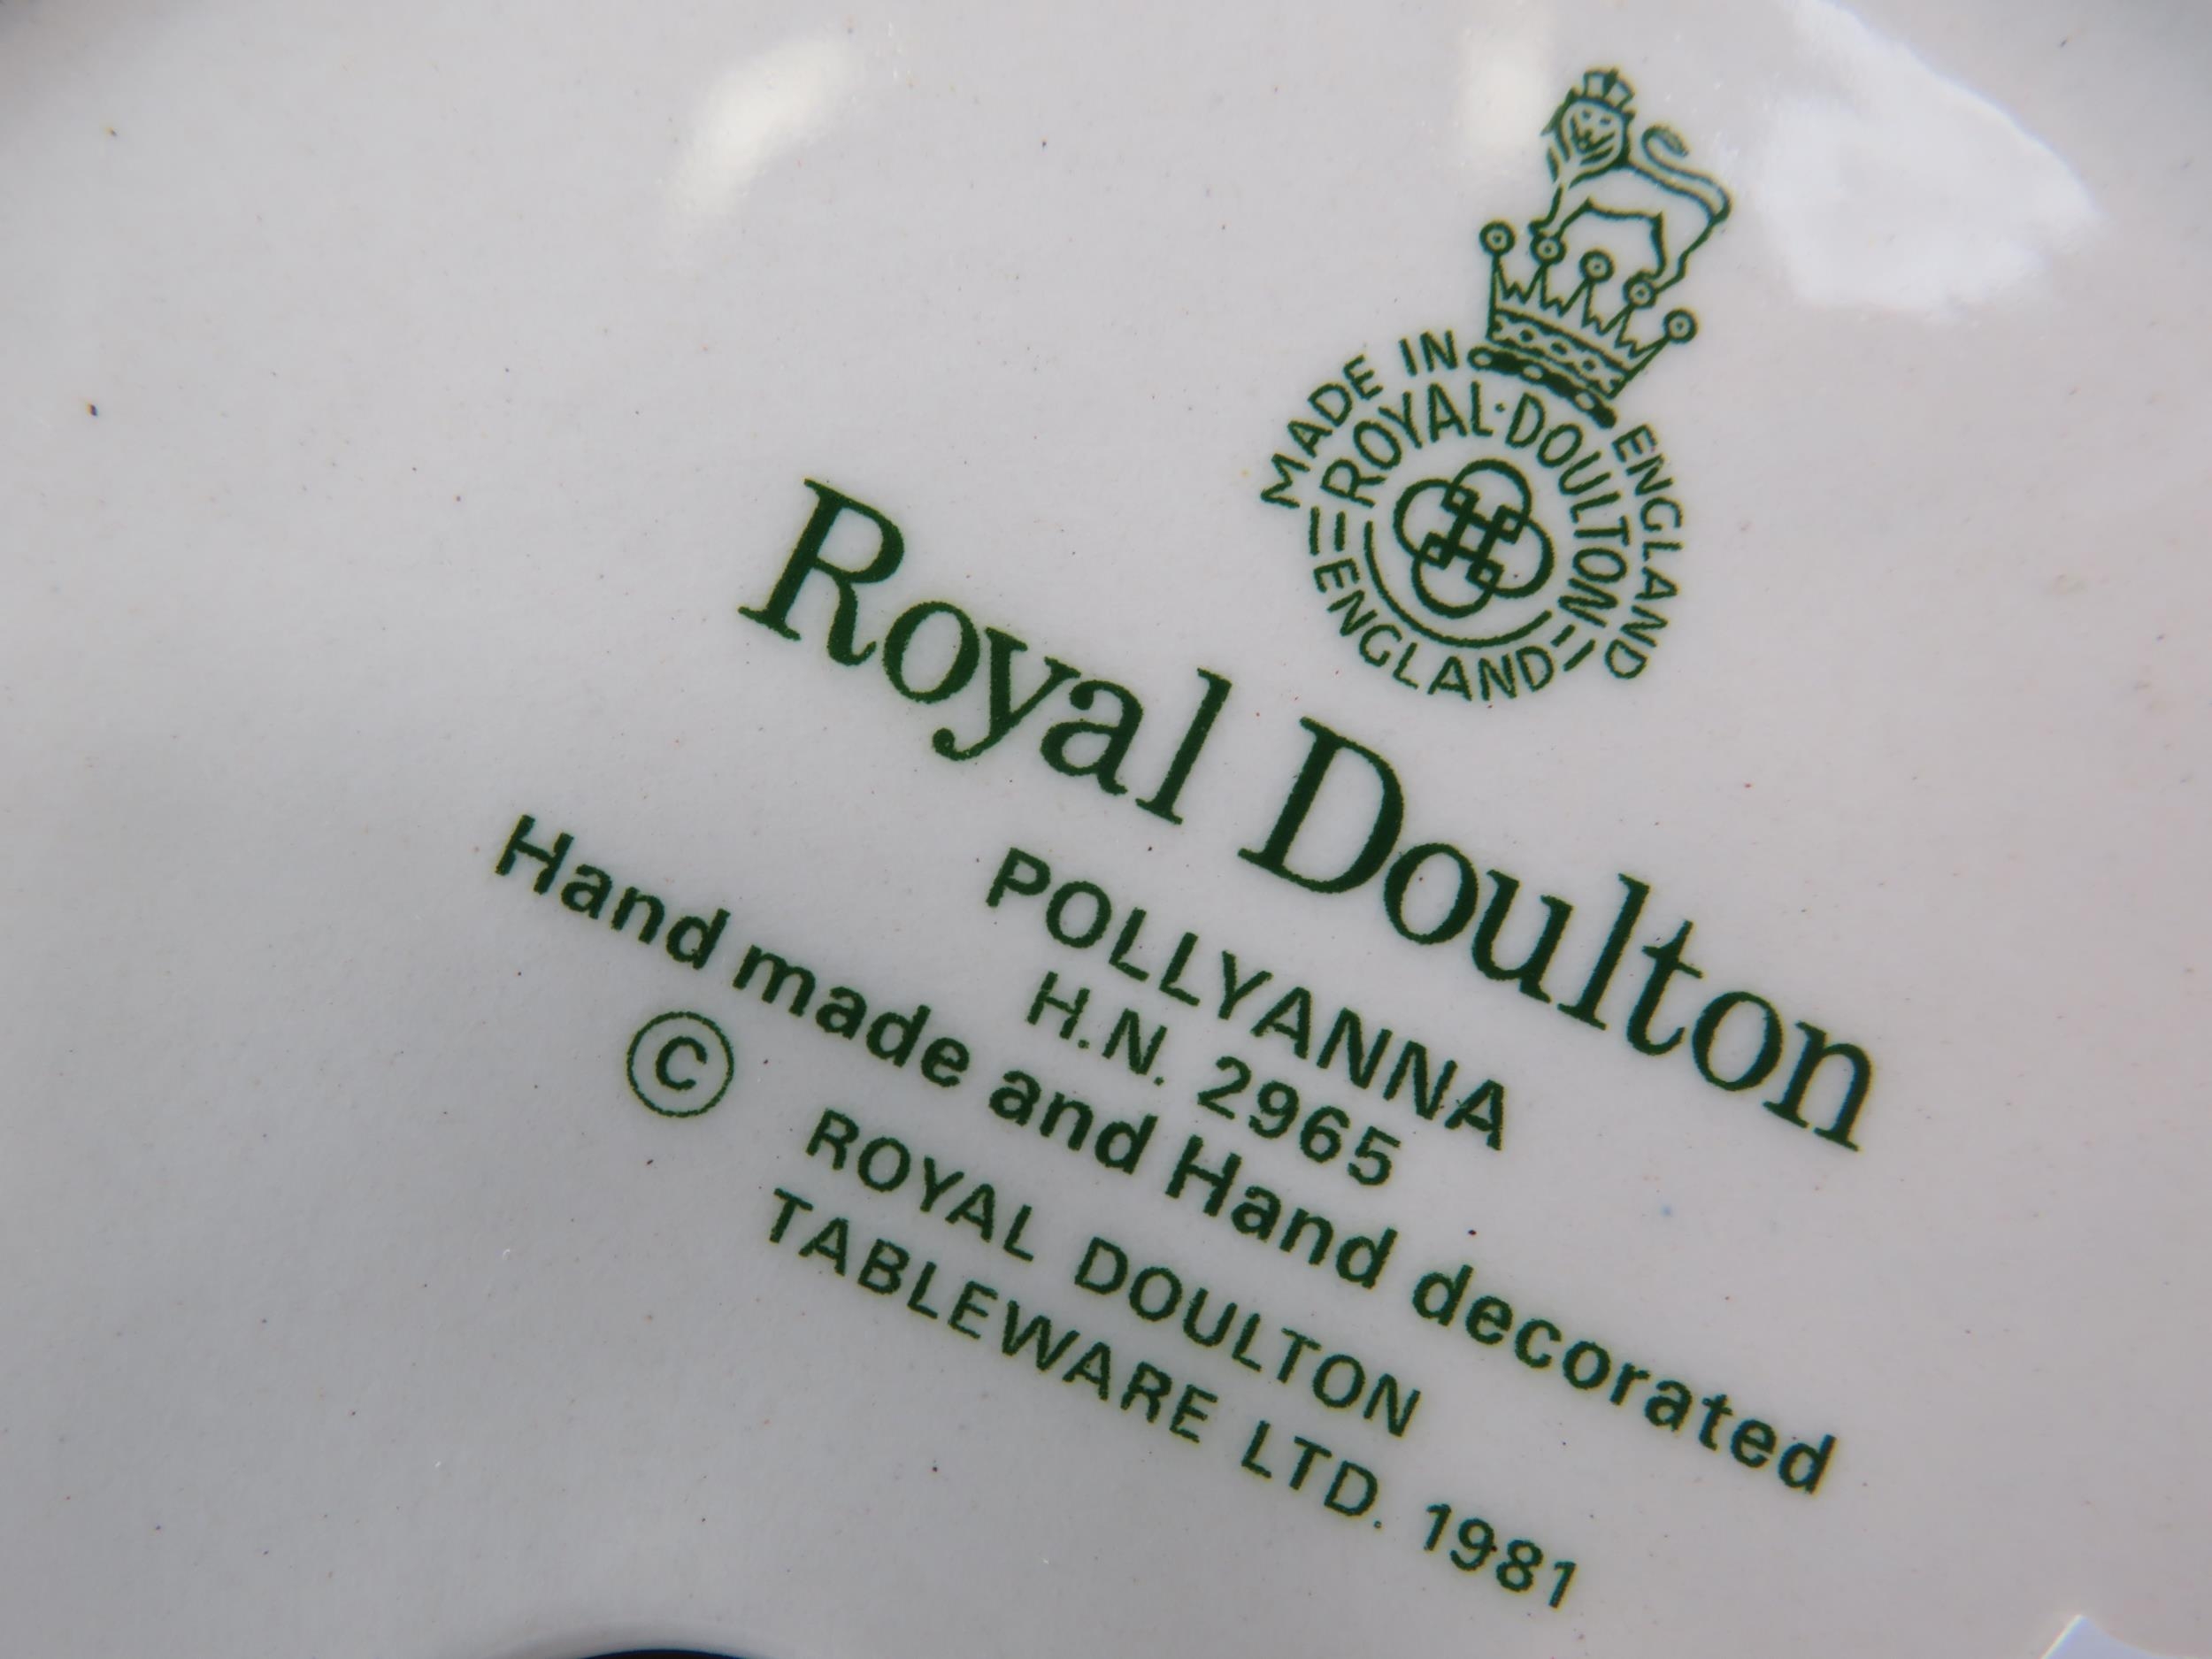 MADE IN ENGLAND
ROYAL·DOULTON
ENGLAND
Royal Doulton
POLLYANNA
H.N. 2965
Hand made and Hand decorated
© ROYAL DOULTON
TABLEWARE LTD. 1981